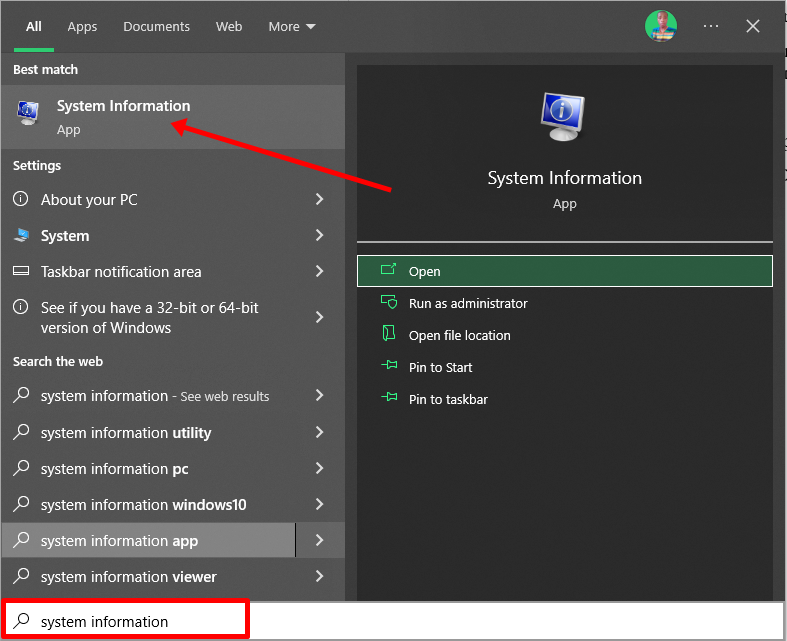 All Apps Documents Web More
Best match
System Information
App
Settings
About your PC
System
Taskbar notification area
See if you have a 32-bit or 64-bit
version of Windows
Search the web
system information - See web results
system information utility
system information pc
system information windows10
system information app
system information viewer
system information
System Information
App
Open
Run as administrator
Open file location
Pin to Start
Pin to taskbar